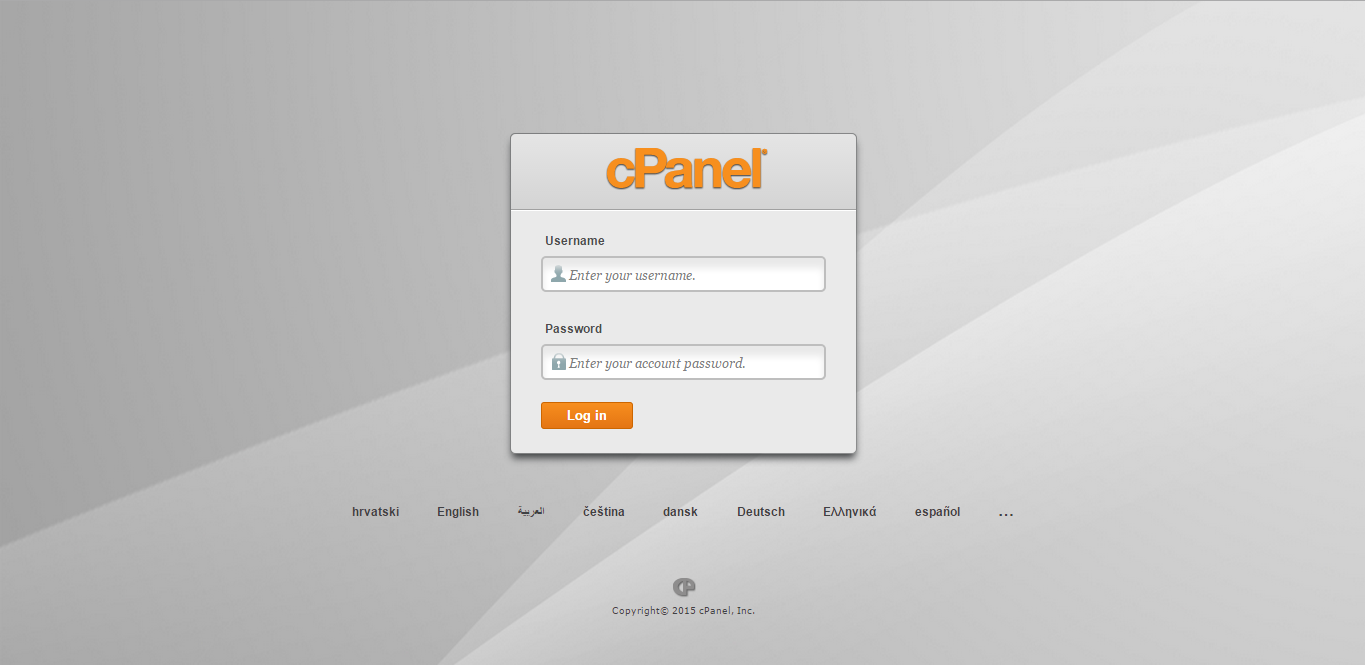 cPanel®
Username
Enter your username.
Password
Enter your account password.
Log in
hrvatski English العربية čeština dansk Deutsch Ελληνικά español ...
cP
Copyright© 2015 cPanel, Inc.